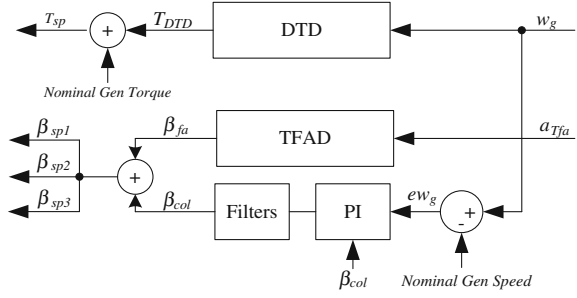 T_sp + T_DTD DTD w_g
Nominal Gen Torque
β_sp1 β_fa TFAD a_Tfa
β_sp2 +
β_sp3 β_col Filters PI ew_g + -
β_col Nominal Gen Speed